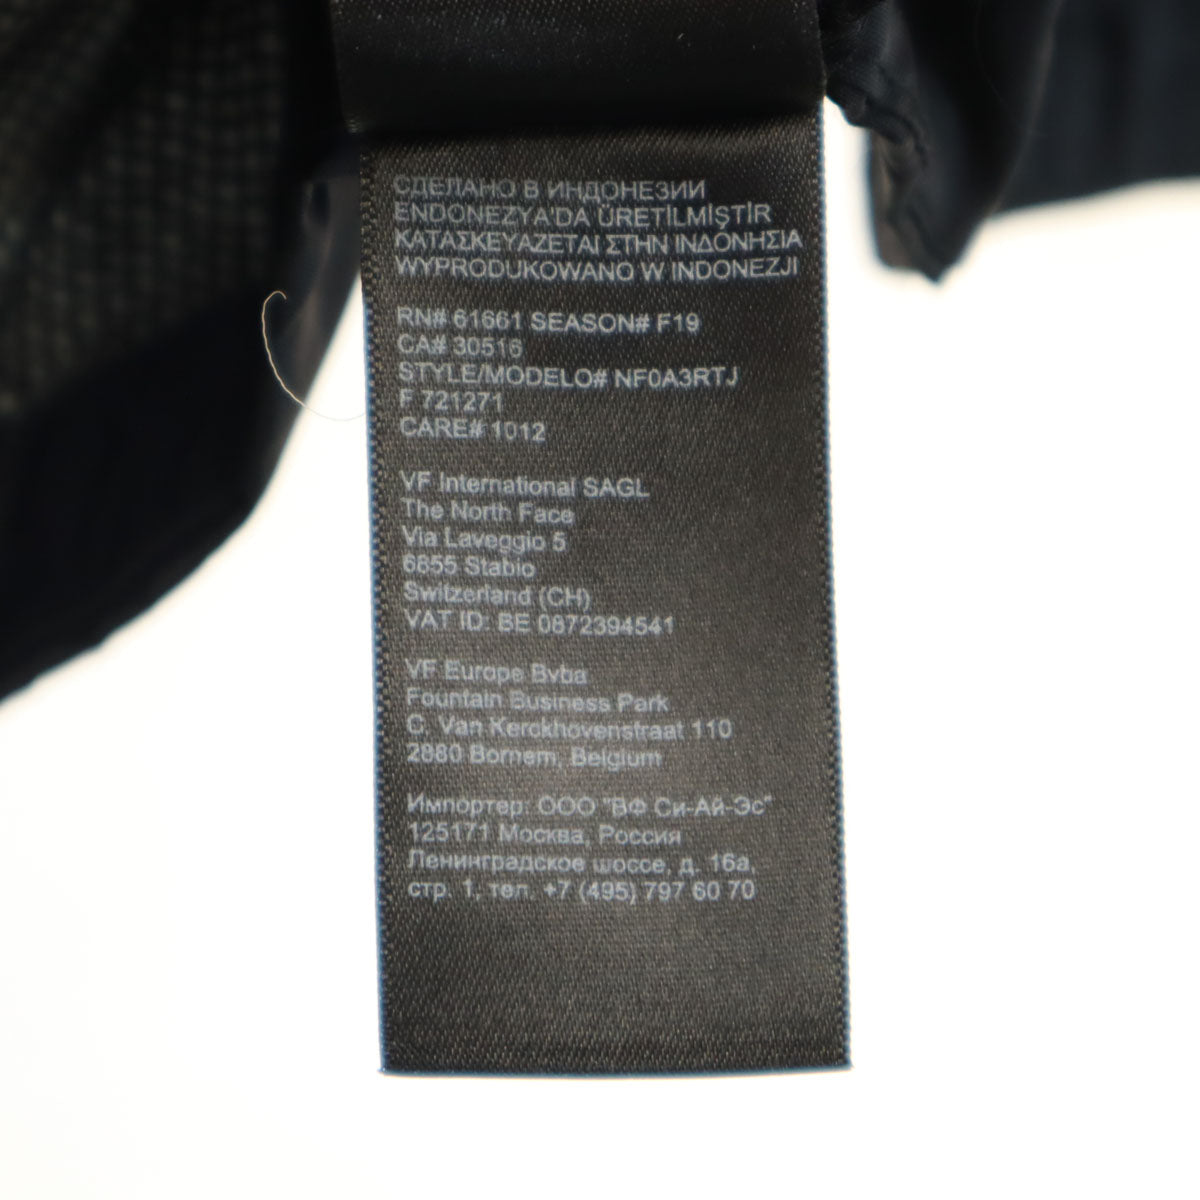 СДЕЛАНО В ИНДОНЕЗИИ
ENDONEZYA'DA ÜRETİLMİŞTİR
ΚΑΤΑΣΚΕΥΑΖΕΤΑΙ ΣΤΗΝ ΙΝΔΟΝΗΣΙΑ
WYPRODUKOWANO W INDONEZJI
RN# 61661 SEASON# F19
CA# 30516
STYLE/MODELO# NF0A3RTJ
F 721271
CARE# 1012
VF International SAGL
The North Face
Via Laveggio 5
6855 Stabio
Switzerland (CH)
VAT ID: BE 0872394541
VF Europe Bvba
Fountain Business Park
C. Van Kerckhovenstraat 110
2880 Bornem, Belgium
Импортер: ООО "ВФ Си-Ай-Эс"
125171 Москва, Россия
Ленинградское шоссе, д. 16а,
стр. 1, тел. +7 (495) 797 60 70